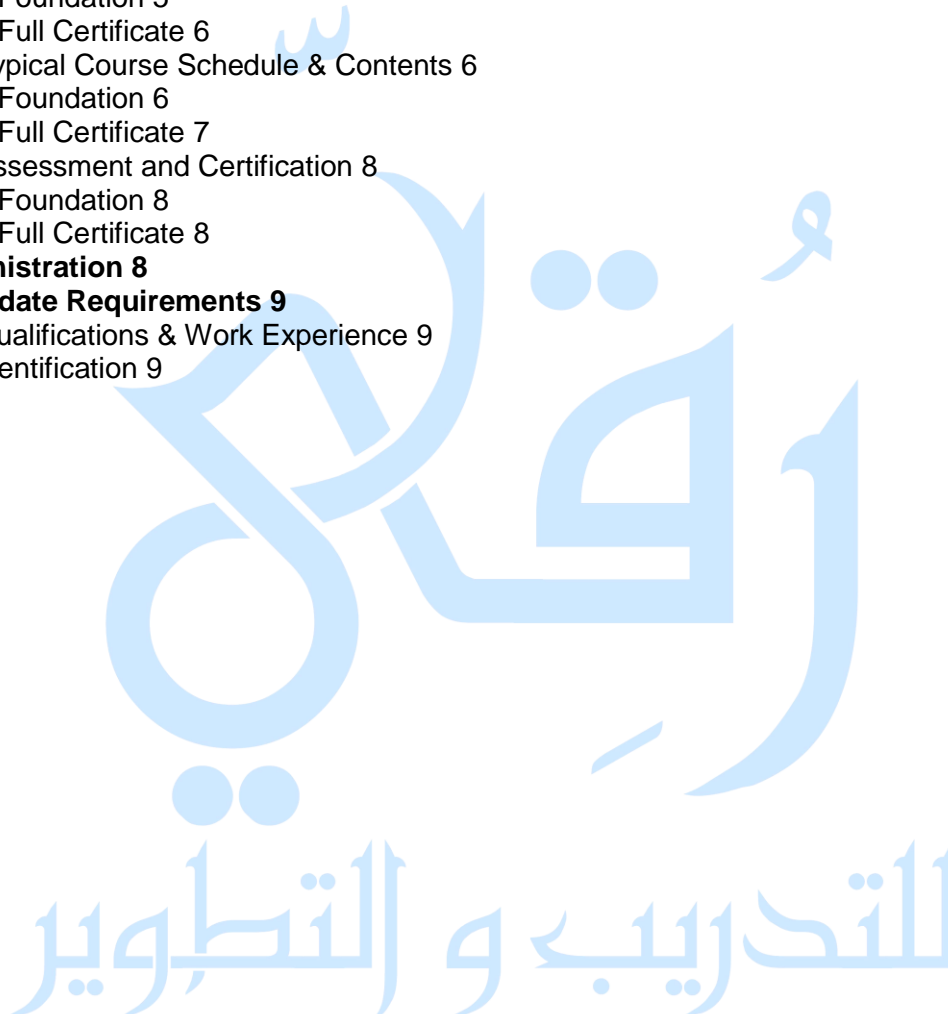 Foundation 5
Full Certificate 6
ypical Course Schedule & Contents 6
Foundation 6
Full Certificate 7
ssessment and Certification 8
Foundation 8
Full Certificate 8
nistration 8
date Requirements 9
ualifications & Work Experience 9
entification 9
رُقِيّ
للتدريب و التطوير